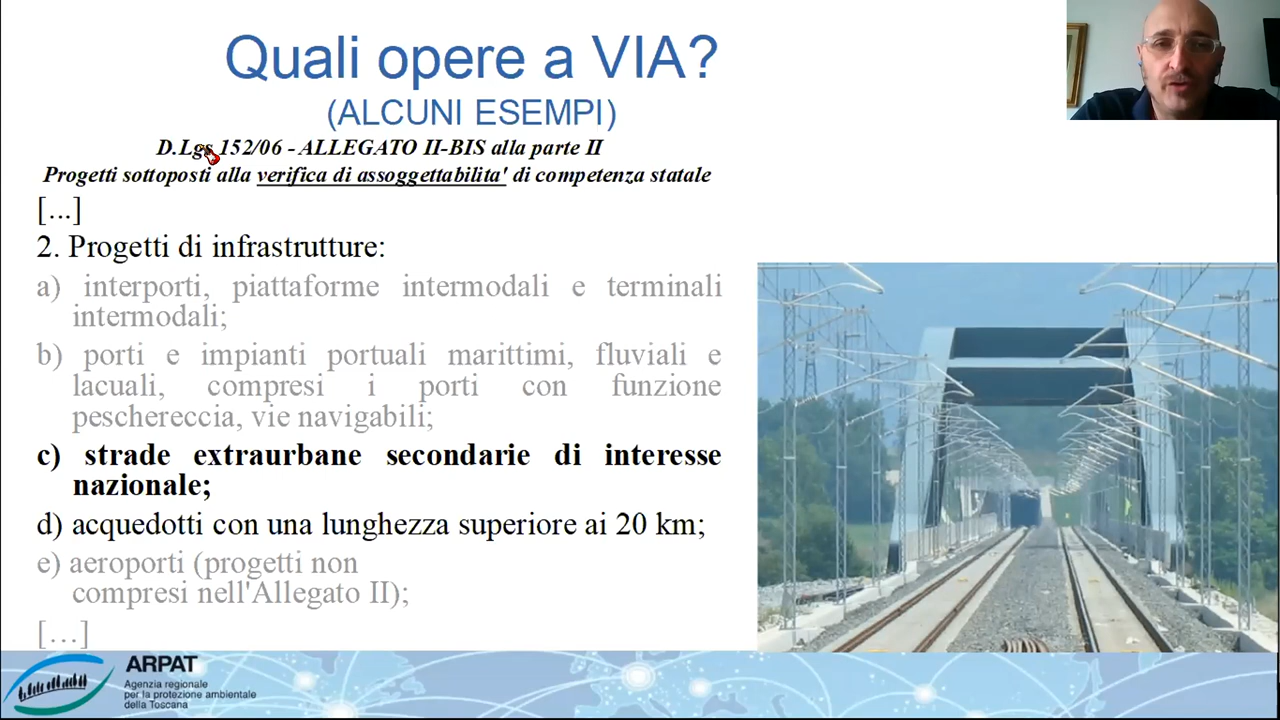 Quali opere a VIA?
(ALCUNI ESEMPI)
D.Lgs 152/06 - ALLEGATO II-BIS alla parte II
Progetti sottoposti alla verifica di assoggettabilita' di competenza statale
[...]
2. Progetti di infrastrutture:
a) interporti, piattaforme intermodali e terminali
intermodali;
b) porti e impianti portuali marittimi, fluviali e
lacuali, compresi i porti con funzione
peschereccia, vie navigabili;
c) strade extraurbane secondarie di interesse
nazionale;
d) acquedotti con una lunghezza superiore ai 20 km;
e) aeroporti (progetti non
compresi nell'Allegato II);
[…]
ARPAT
Agenzia regionale
per la protezione ambientale
della Toscana